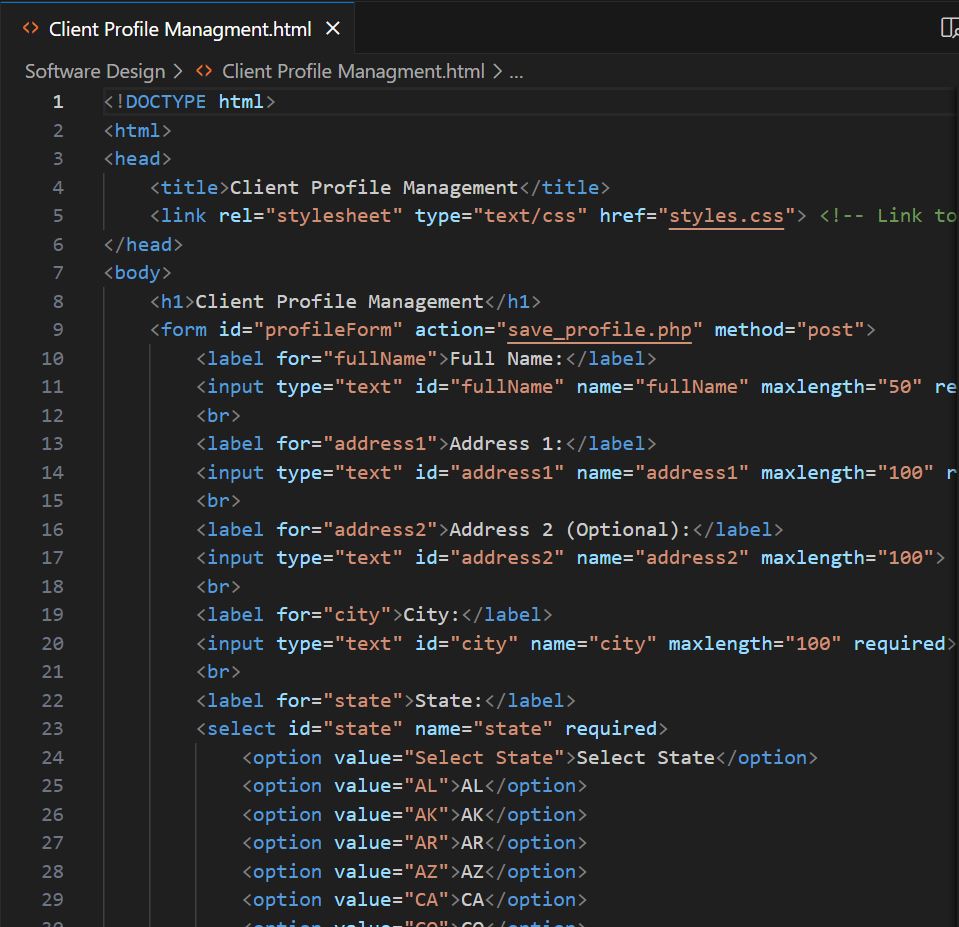 Client Profile Managment.html
Software Design > Client Profile Managment.html > ...
1 <!DOCTYPE html>
2 <html>
3 <head>
4     <title>Client Profile Management</title>
5     <link rel="stylesheet" type="text/css" href="styles.css"> <!-- Link to
6 </head>
7 <body>
8     <h1>Client Profile Management</h1>
9     <form id="profileForm" action="save_profile.php" method="post">
10         <label for="fullName">Full Name:</label>
11         <input type="text" id="fullName" name="fullName" maxlength="50" re
12         <br>
13         <label for="address1">Address 1:</label>
14         <input type="text" id="address1" name="address1" maxlength="100" r
15         <br>
16         <label for="address2">Address 2 (Optional):</label>
17         <input type="text" id="address2" name="address2" maxlength="100">
18         <br>
19         <label for="city">City:</label>
20         <input type="text" id="city" name="city" maxlength="100" required>
21         <br>
22         <label for="state">State:</label>
23         <select id="state" name="state" required>
24             <option value="Select State">Select State</option>
25             <option value="AL">AL</option>
26             <option value="AK">AK</option>
27             <option value="AR">AR</option>
28             <option value="AZ">AZ</option>
29             <option value="CA">CA</option>